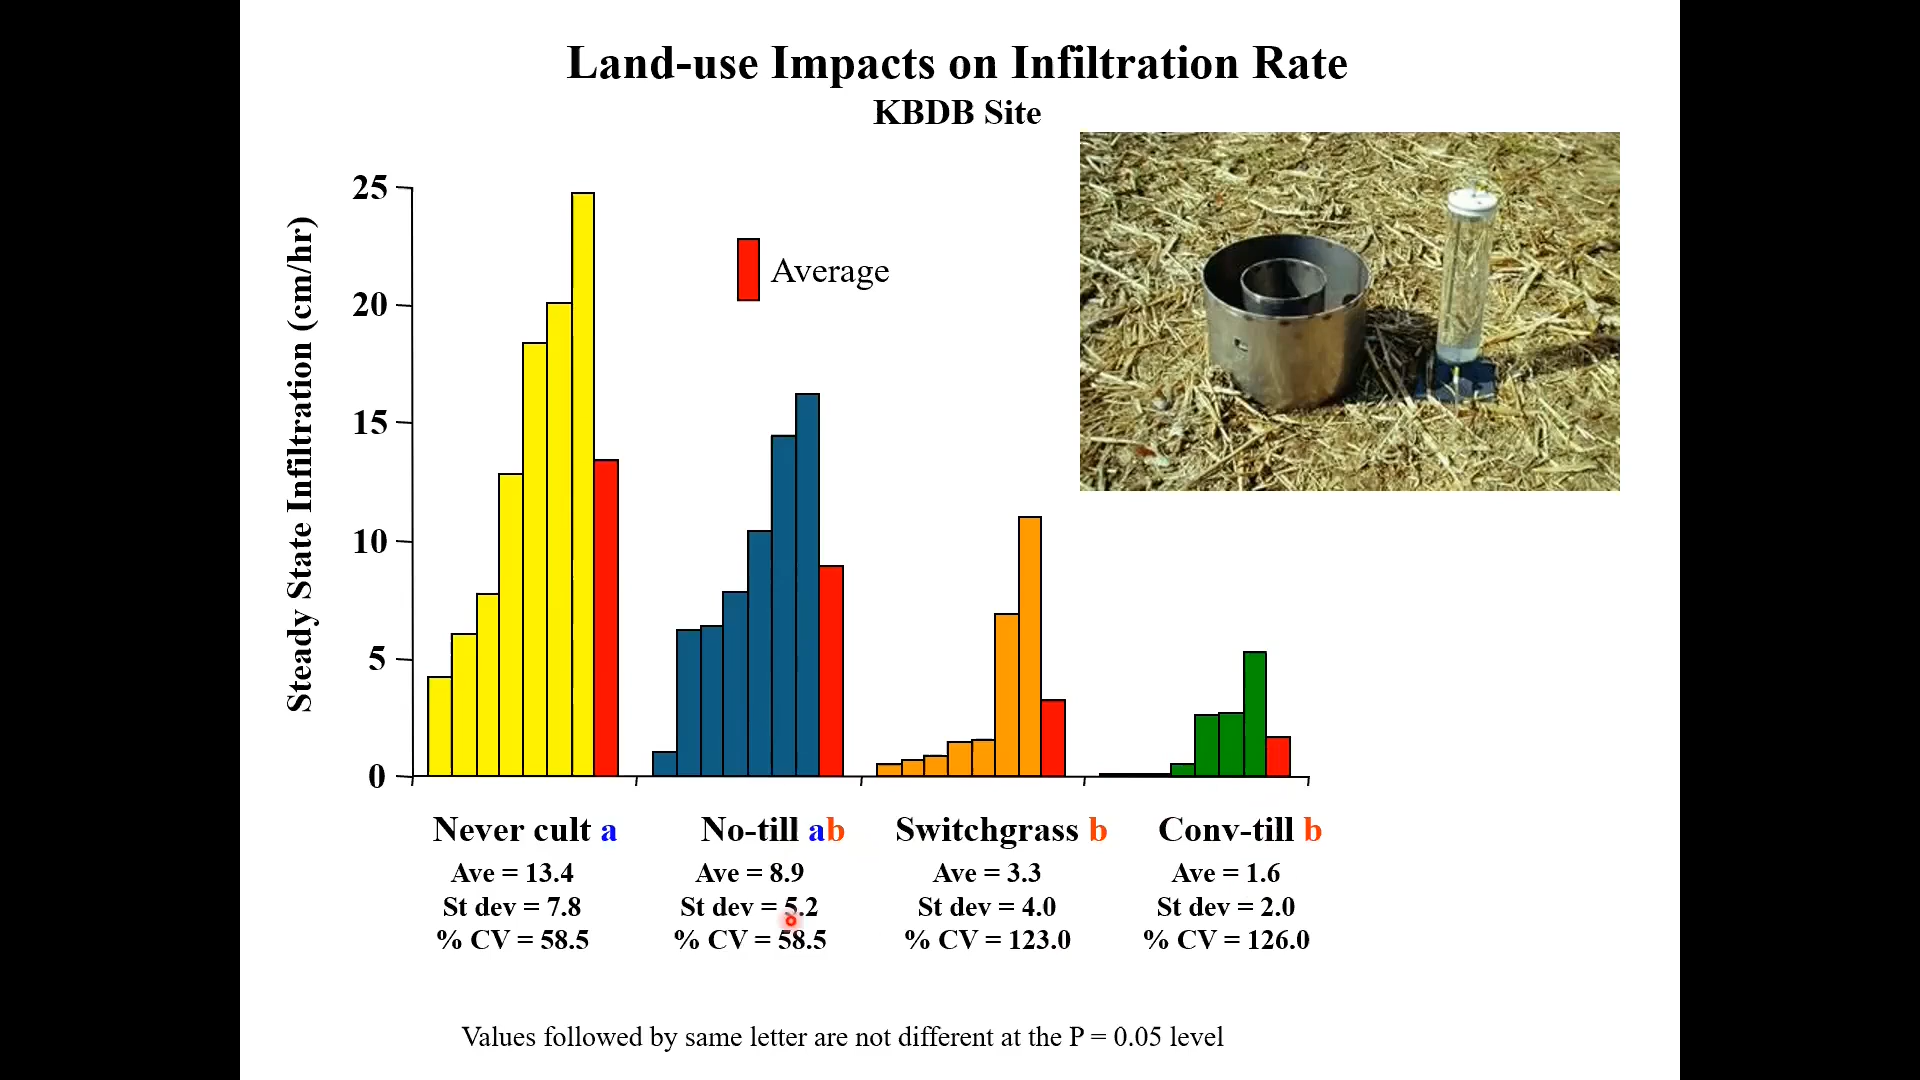 Land-use Impacts on Infiltration Rate
KBDB Site
Steady State Infiltration (cm/hr)
25
20
15
10
5
0
Average
Never cult a
Ave = 13.4
St dev = 7.8
% CV = 58.5
No-till ab
Ave = 8.9
St dev = 5.2
% CV = 58.5
Switchgrass b
Ave = 3.3
St dev = 4.0
% CV = 123.0
Conv-till b
Ave = 1.6
St dev = 2.0
% CV = 126.0
Values followed by same letter are not different at the P = 0.05 level